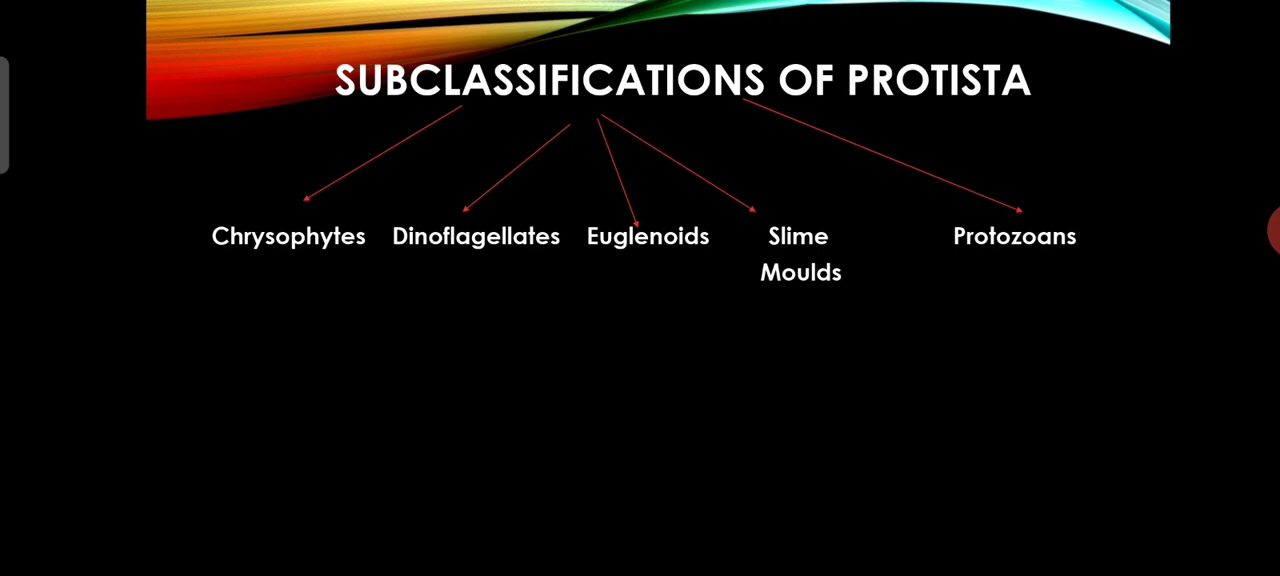 SUBCLASSIFICATIONS OF PROTISTA
Chrysophytes Dinoflagellates Euglenoids Slime Protozoans
Moulds